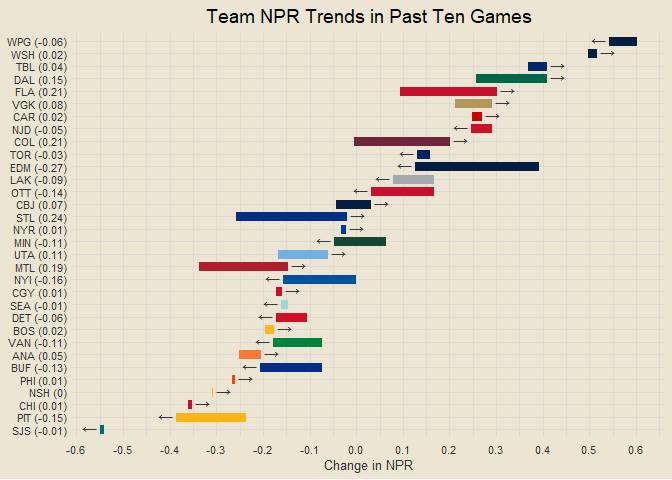 Team NPR Trends in Past Ten Games
WPG (-0.06)
WSH (0.02)
TBL (0.04)
DAL (0.15)
FLA (0.21)
VGK (0.08)
CAR (0.02)
NJD (-0.05)
COL (0.21)
TOR (-0.03)
EDM (-0.27)
LAK (-0.09)
OTT (-0.14)
CBJ (0.07)
STL (0.24)
NYR (0.01)
MIN (-0.11)
UTA (0.11)
MTL (0.19)
NYI (-0.16)
CGY (0.01)
SEA (-0.01)
DET (-0.06)
BOS (0.02)
VAN (-0.11)
ANA (0.05)
BUF (-0.13)
PHI (0.01)
NSH (0)
CHI (0.01)
PIT (-0.15)
SJS (-0.01)
-0.6 -0.5 -0.4 -0.3 -0.2 -0.1 0.0 0.1 0.2 0.3 0.4 0.5 0.6
Change in NPR